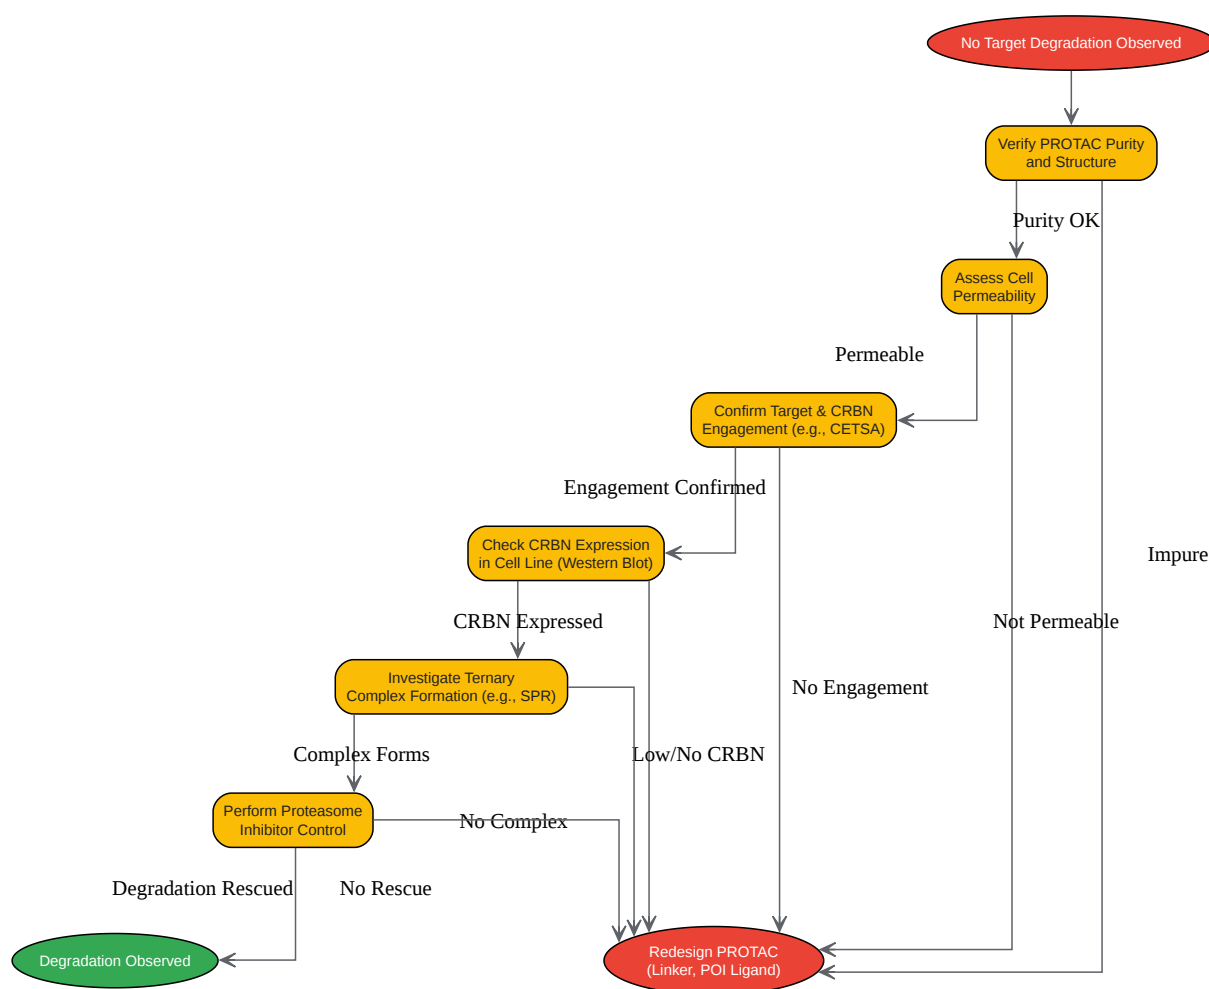 No Target Degradation Observed
Verify PROTAC Purity
and Structure
Purity OK
Assess Cell
Permeability
Permeable
Confirm Target & CRBN
Engagement (e.g., CETSA)
Engagement Confirmed
Check CRBN Expression
in Cell Line (Western Blot)
Impure
CRBN Expressed
Not Permeable
Investigate Ternary
Complex Formation (e.g., SPR)
No Engagement
Complex Forms
Low/No CRBN
Perform Proteasome
Inhibitor Control
No Complex
Degradation Rescued
No Rescue
Degradation Observed
Redesign PROTAC
(Linker, POI Ligand)